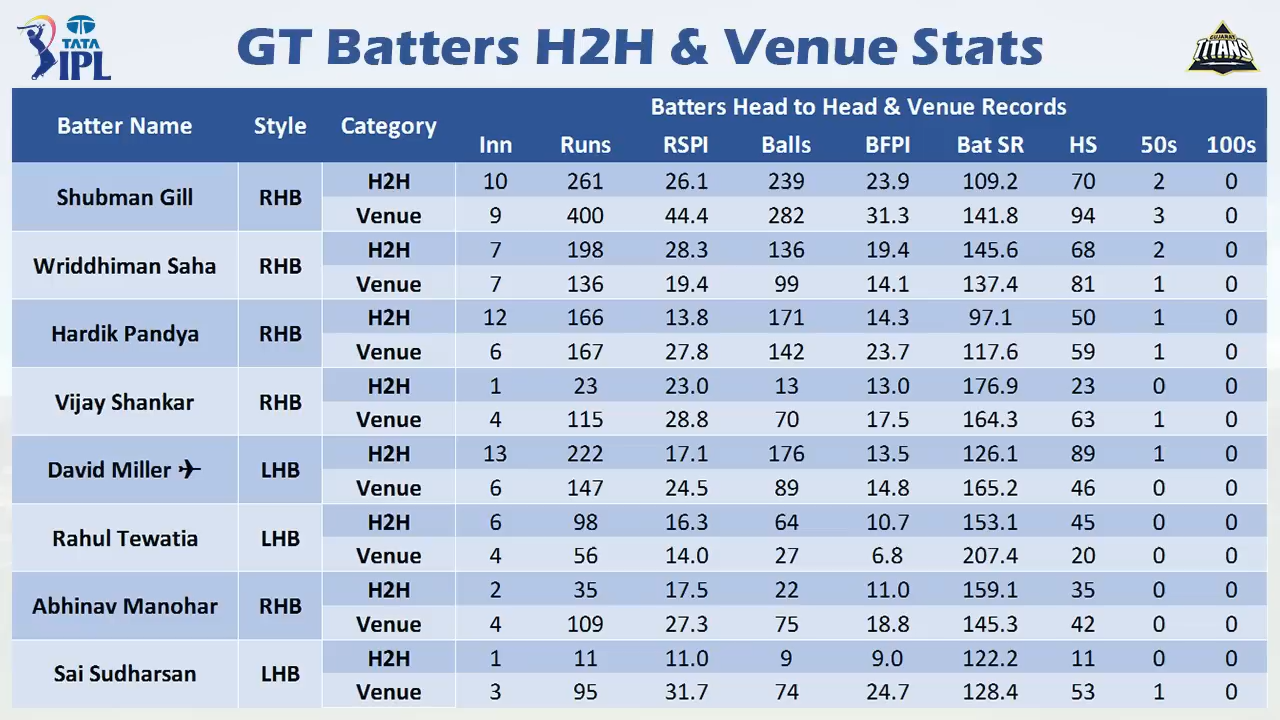 TATA
IPL
GT Batters H2H & Venue Stats
GUJARAT
TITANS
Batter Name Style Category Batters Head to Head & Venue Records
Inn Runs RSPI Balls BFPI Bat SR HS 50s 100s
Shubman Gill RHB H2H 10 261 26.1 239 23.9 109.2 70 2 0
Venue 9 400 44.4 282 31.3 141.8 94 3 0
Wriddhiman Saha RHB H2H 7 198 28.3 136 19.4 145.6 68 2 0
Venue 7 136 19.4 99 14.1 137.4 81 1 0
Hardik Pandya RHB H2H 12 166 13.8 171 14.3 97.1 50 1 0
Venue 6 167 27.8 142 23.7 117.6 59 1 0
Vijay Shankar RHB H2H 1 23 23.0 13 13.0 176.9 23 0 0
Venue 4 115 28.8 70 17.5 164.3 63 1 0
David Miller ✈ LHB H2H 13 222 17.1 176 13.5 126.1 89 1 0
Venue 6 147 24.5 89 14.8 165.2 46 0 0
Rahul Tewatia LHB H2H 6 98 16.3 64 10.7 153.1 45 0 0
Venue 4 56 14.0 27 6.8 207.4 20 0 0
Abhinav Manohar RHB H2H 2 35 17.5 22 11.0 159.1 35 0 0
Venue 4 109 27.3 75 18.8 145.3 42 0 0
Sai Sudharsan LHB H2H 1 11 11.0 9 9.0 122.2 11 0 0
Venue 3 95 31.7 74 24.7 128.4 53 1 0